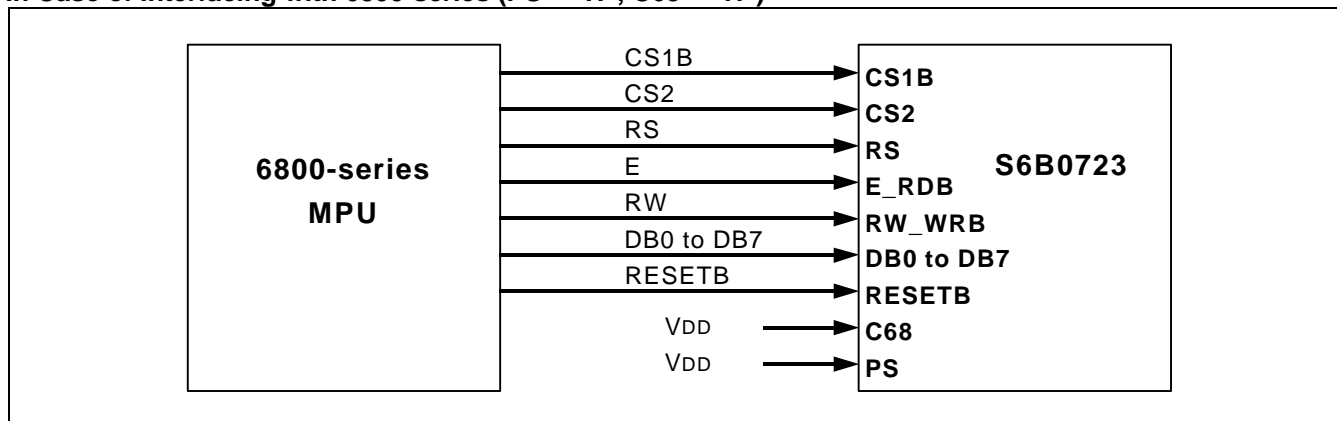 CS1B
CS2
RS
E
RW
DB0 to DB7
RESETB
VDD
VDD
6800-series
MPU
CS1B
CS2
RS
E_RDB
RW_WRB
DB0 to DB7
RESETB
C68
PS
S6B0723